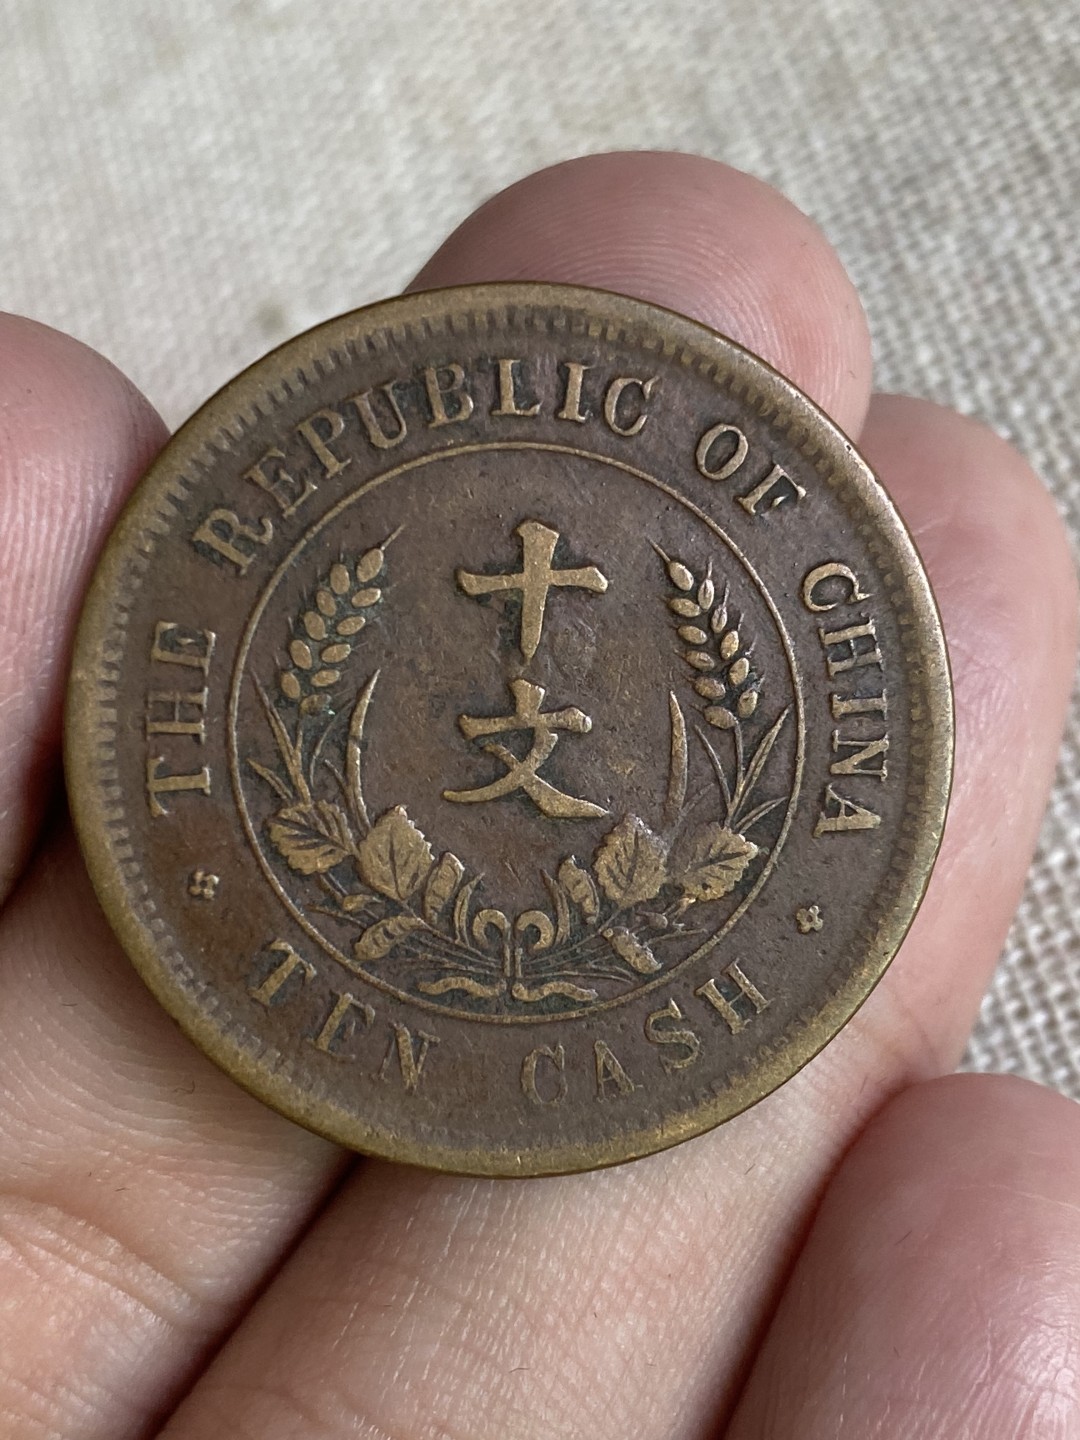 THE REPUBLIC OF CHINA
十
文
TEN CASH